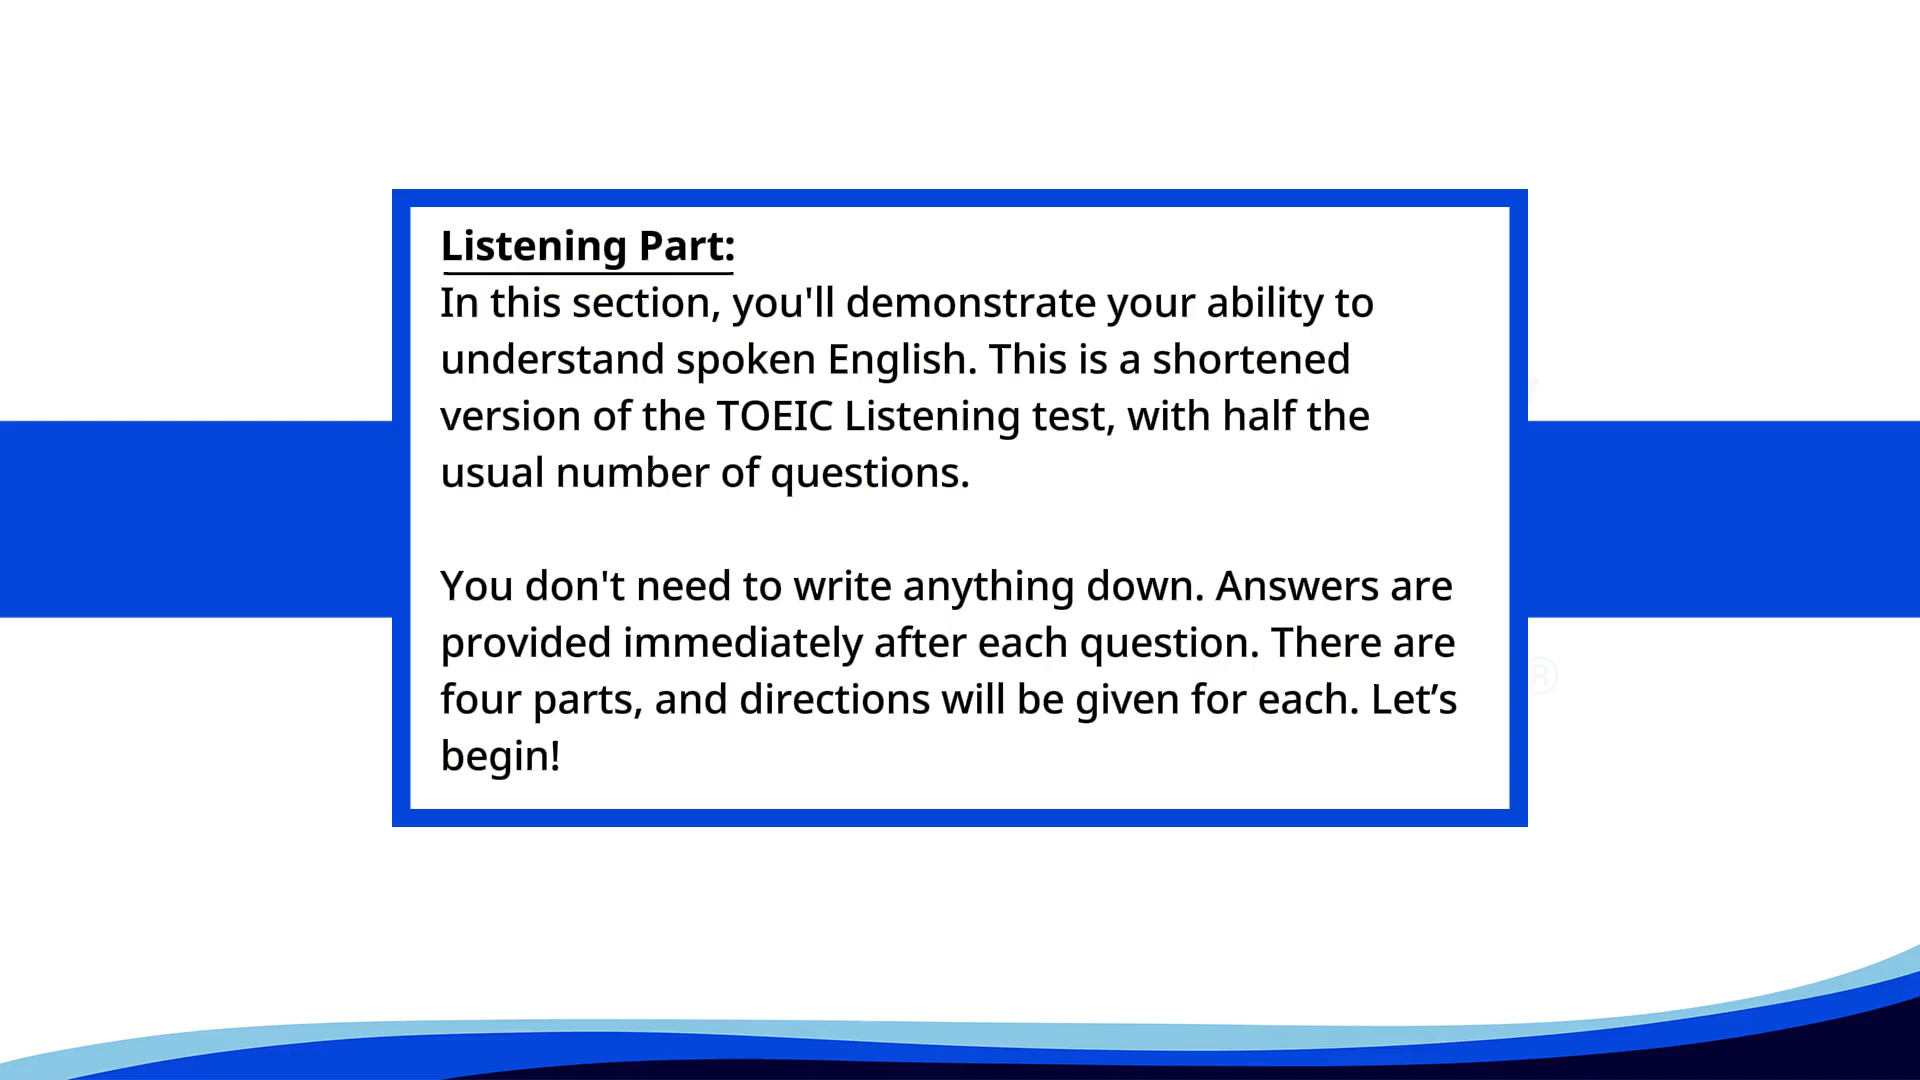 Listening Part:
In this section, you'll demonstrate your ability to
understand spoken English. This is a shortened
version of the TOEIC Listening test, with half the
usual number of questions.
You don't need to write anything down. Answers are
provided immediately after each question. There are
four parts, and directions will be given for each. Let’s
begin!
®